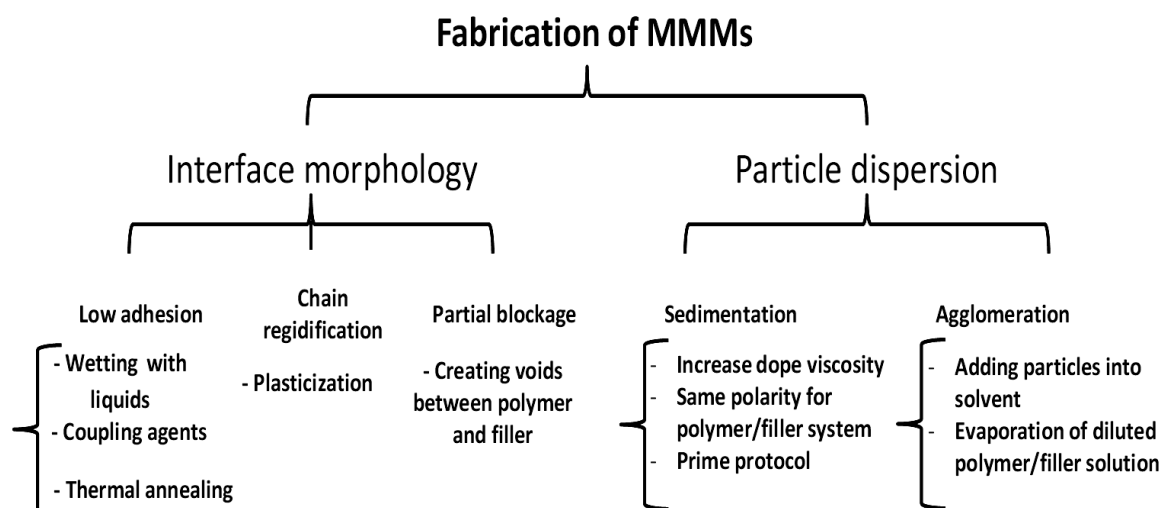 Fabrication of MMMs
Interface morphology
Particle dispersion
Low adhesion
- Wetting with
liquids
- Coupling agents
- Thermal annealing
Chain
regidification
- Plasticization
Partial blockage
- Creating voids
between polymer
and filler
Sedimentation
- Increase dope viscosity
- Same polarity for
polymer/filler system
- Prime protocol
Agglomeration
- Adding particles into
solvent
- Evaporation of diluted
polymer/filler solution